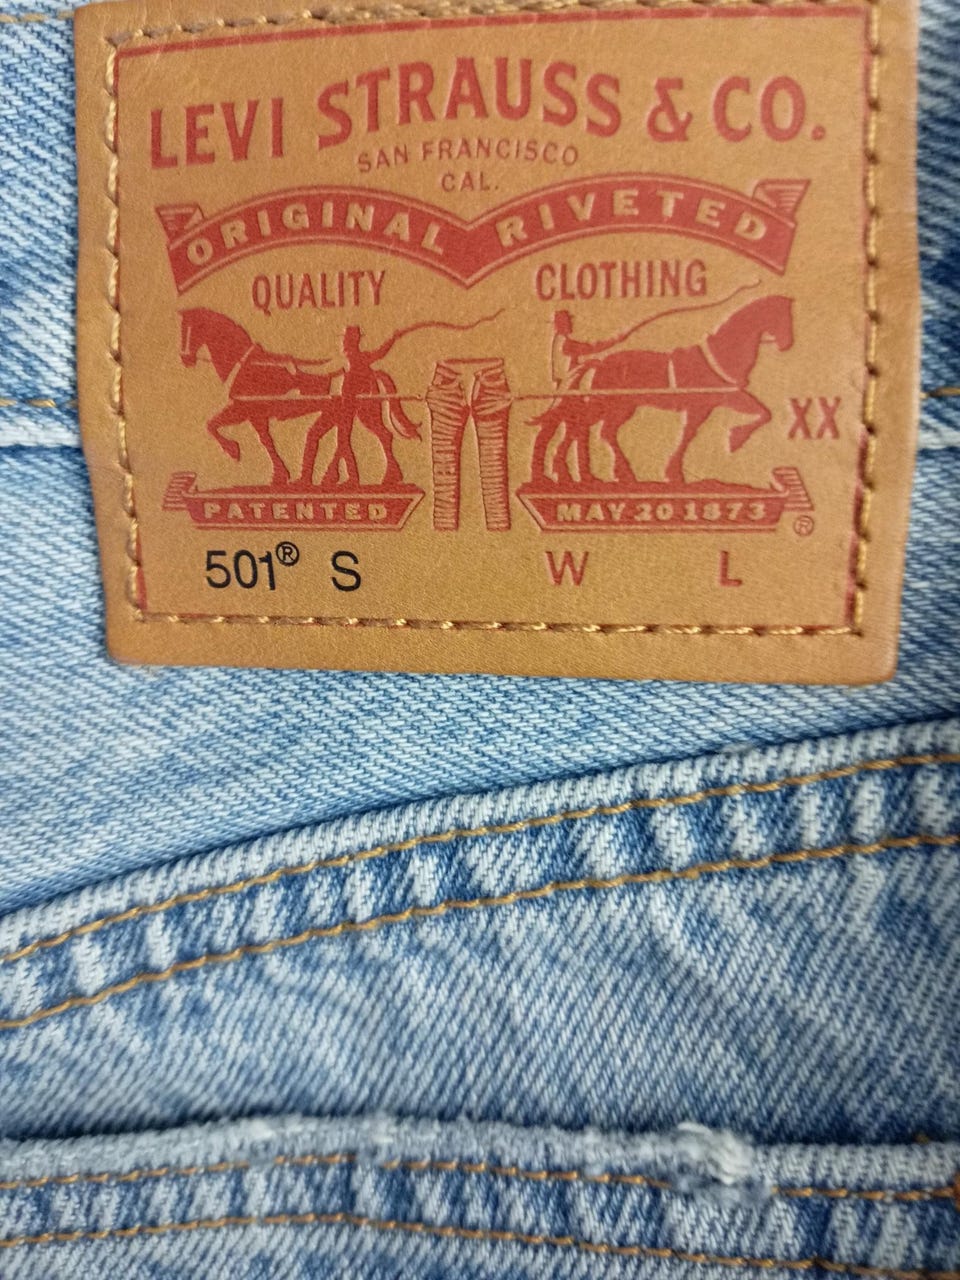 LEVI STRAUSS & CO.
SAN FRANCISCO
CAL.
ORIGINAL RIVETED
QUALITY CLOTHING
XX
PATENTED MAY 20 1873 ®
501® S W L